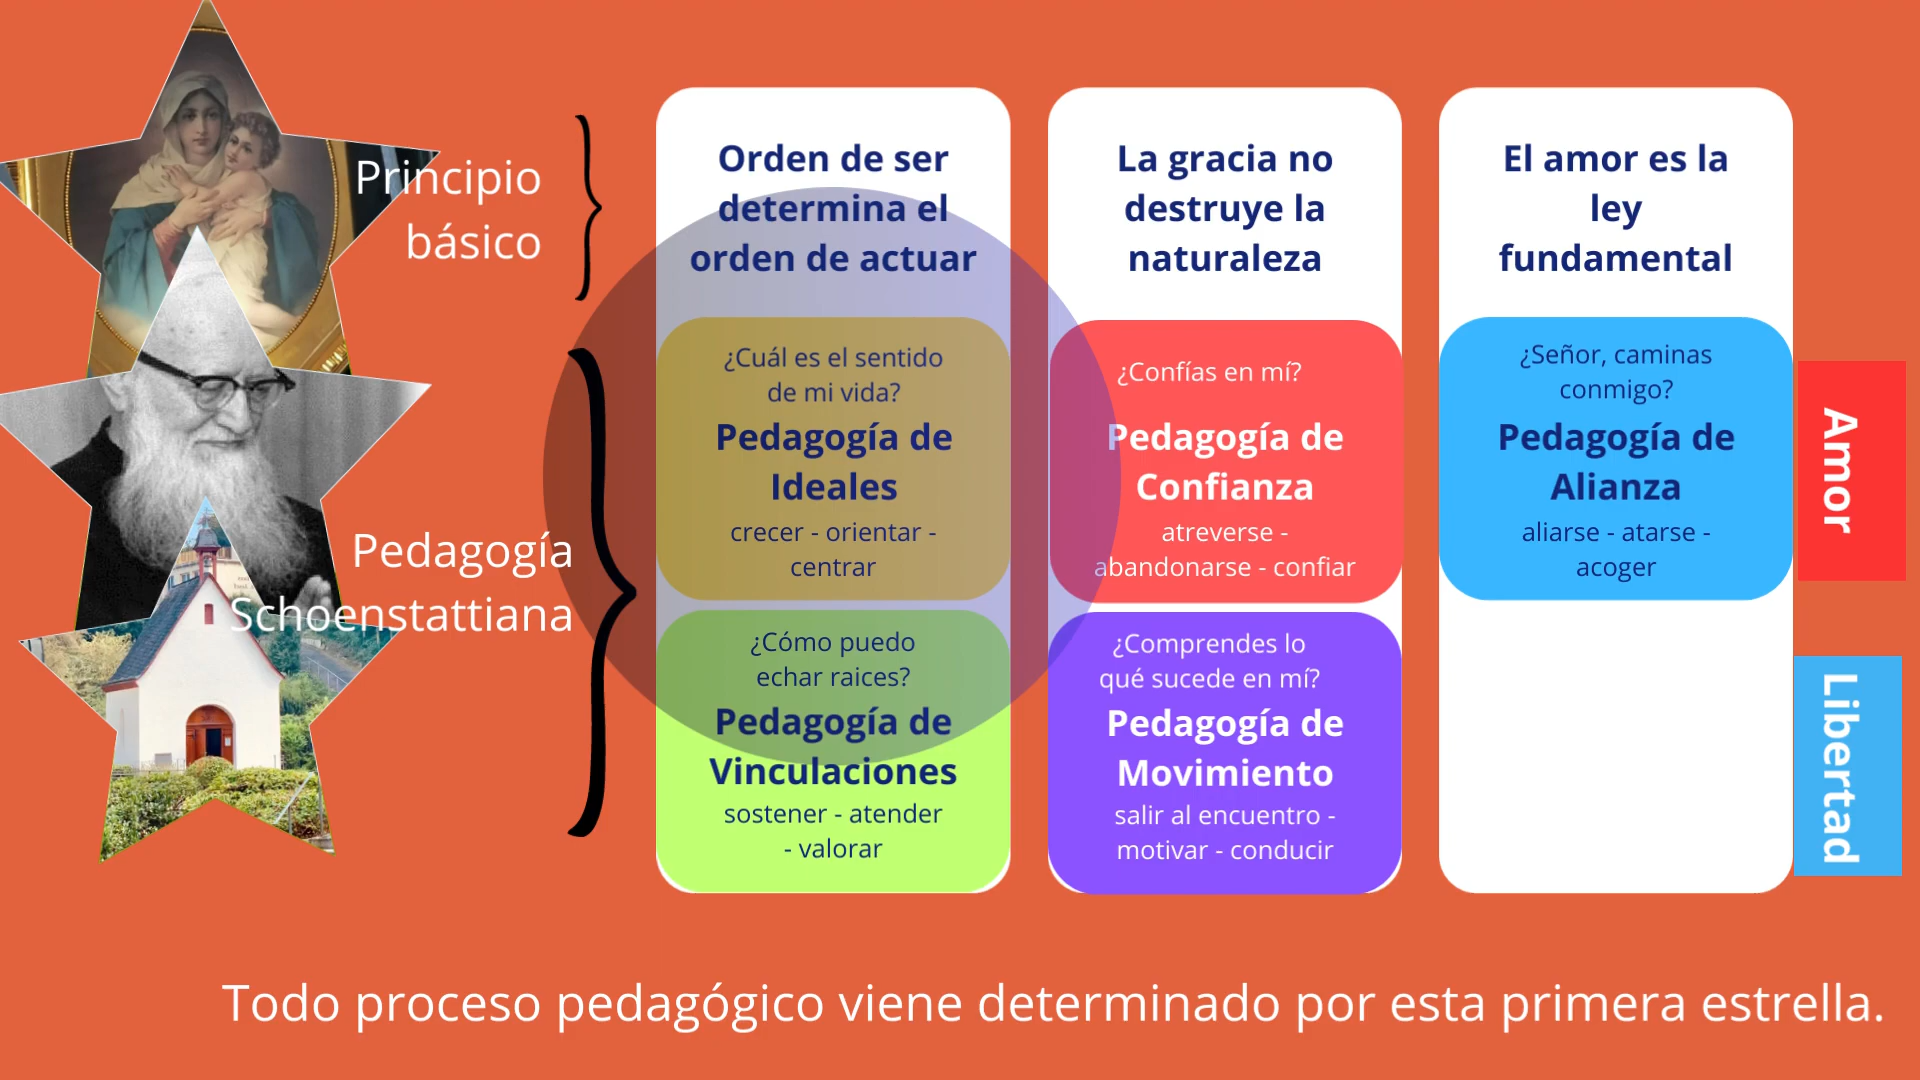 Principio
básico
Orden de ser
determina el
orden de actuar
La gracia no
destruye la
naturaleza
El amor es la
ley
fundamental
Pedagogía
Schoenstattiana
¿Cuál es el sentido
de mi vida?
Pedagogía de
Ideales
crecer - orientar -
centrar
¿Confías en mí?
Pedagogía de
Confianza
atreverse -
abandonarse - confiar
¿Señor, caminas
conmigo?
Pedagogía de
Alianza
aliarse - atarse -
acoger
Amor
¿Cómo puedo
echar raices?
Pedagogía de
Vinculaciones
sostener - atender
- valorar
¿Comprendes lo
qué sucede en mí?
Pedagogía de
Movimiento
salir al encuentro -
motivar - conducir
Libertad
Todo proceso pedagógico viene determinado por esta primera estrella.